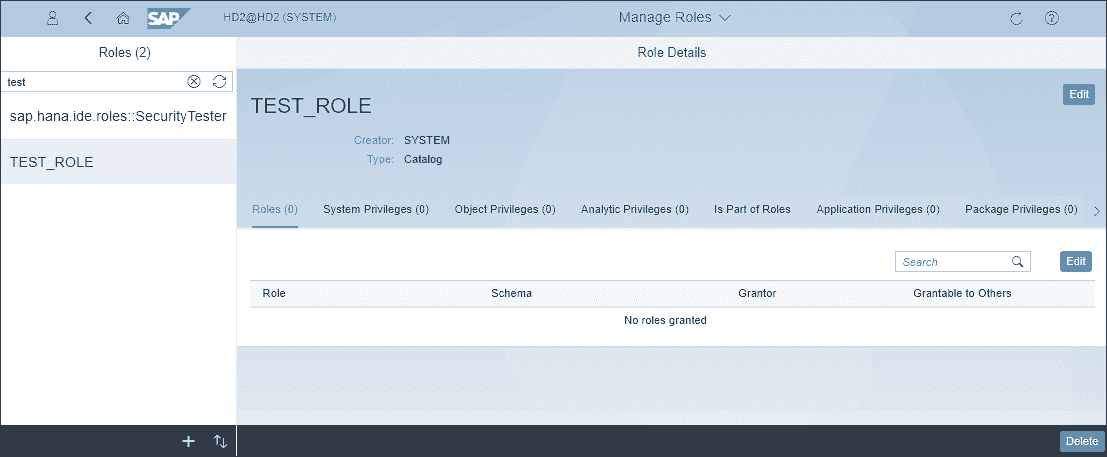 SAP HD2@HD2 (SYSTEM) Manage Roles
Roles (2)
test
sap.hana.ide.roles::SecurityTester
TEST_ROLE
Role Details
TEST_ROLE
Edit
Creator: SYSTEM
Type: Catalog
Roles (0) System Privileges (0) Object Privileges (0) Analytic Privileges (0) Is Part of Roles Application Privileges (0) Package Privileges (0)
Search Edit
Role Schema Grantor Grantable to Others
No roles granted
Delete